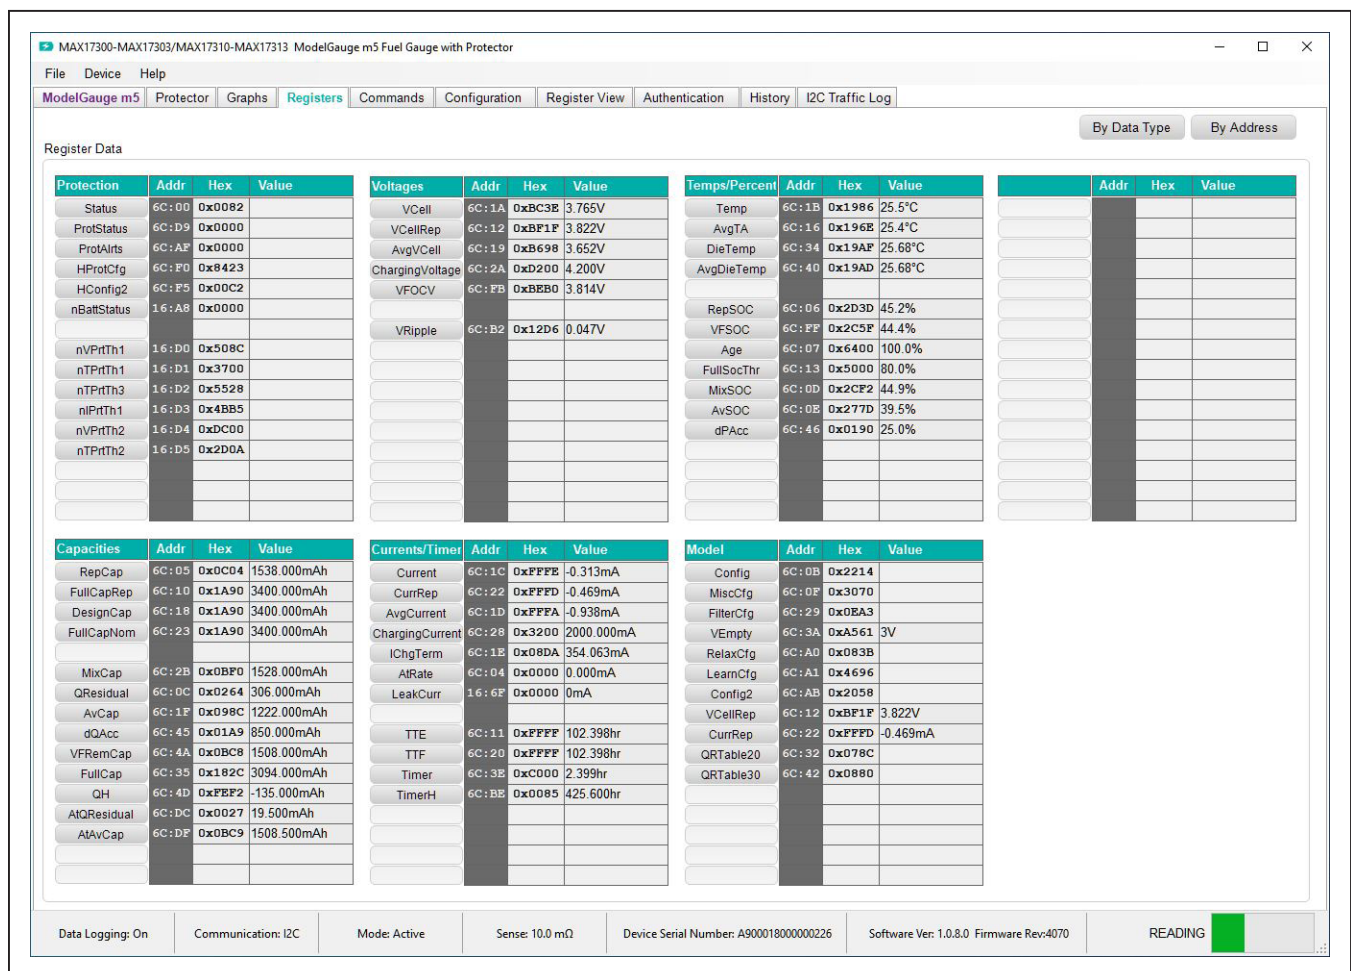 MAX17300-MAX17303/MAX17310-MAX17313 ModelGauge m5 Fuel Gauge with Protector
File Device Help
ModelGauge m5 Protector Graphs Registers Commands Configuration Register View Authentication History I2C Traffic Log
By Data Type By Address
Register Data
Protection Addr Hex Value
Status 6C:00 0x0082
ProtStatus 6C:D9 0x0000
ProtAlrts 6C:AF 0x0000
HProtCfg 6C:F0 0x8423
HConfig2 6C:F5 0x00C2
nBattStatus 16:A8 0x0000
nVPrtTh1 16:D0 0x508C
nTPrtTh1 16:D1 0x3700
nTPrtTh3 16:D2 0x5528
nIPrtTh1 16:D3 0x4BB5
nVPrtTh2 16:D4 0xDC00
nTPrtTh2 16:D5 0x2D0A
Voltages Addr Hex Value
VCell 6C:1A 0xBC3E 3.765V
VCellRep 6C:12 0xBF1F 3.822V
AvgVCell 6C:19 0xB698 3.652V
ChargingVoltage 6C:2A 0xD200 4.200V
VFOCV 6C:FB 0xBEB0 3.814V
VRipple 6C:B2 0x12D6 0.047V
Temps/Percent Addr Hex Value
Temp 6C:1B 0x1986 25.5°C
AvgTA 6C:16 0x196E 25.4°C
DieTemp 6C:34 0x19AF 25.68°C
AvgDieTemp 6C:40 0x19AD 25.68°C
RepSOC 6C:06 0x2D3D 45.2%
VFSOC 6C:FF 0x2C5F 44.4%
Age 6C:07 0x6400 100.0%
FullSocThr 6C:13 0x5000 80.0%
MixSOC 6C:0D 0x2CF2 44.9%
AvSOC 6C:0E 0x277D 39.5%
dPAcc 6C:46 0x0190 25.0%
Addr Hex Value
Capacities Addr Hex Value
RepCap 6C:05 0x0C04 1538.000mAh
FullCapRep 6C:10 0x1A90 3400.000mAh
DesignCap 6C:18 0x1A90 3400.000mAh
FullCapNom 6C:23 0x1A90 3400.000mAh
MixCap 6C:2B 0x0BF0 1528.000mAh
QResidual 6C:0C 0x0264 306.000mAh
AvCap 6C:1F 0x098C 1222.000mAh
dQAcc 6C:45 0x01A9 850.000mAh
VFRemCap 6C:4A 0x0BC8 1508.000mAh
FullCap 6C:35 0x182C 3094.000mAh
QH 6C:4D 0xFEF2 -135.000mAh
AtQResidual 6C:DC 0x0027 19.500mAh
AtAvCap 6C:DF 0x0BC9 1508.500mAh
Currents/Timer Addr Hex Value
Current 6C:1C 0xFFFE -0.313mA
CurrRep 6C:22 0xFFFD -0.469mA
AvgCurrent 6C:1D 0xFFFA -0.938mA
ChargingCurrent 6C:28 0x3200 2000.000mA
IChgTerm 6C:1E 0x08DA 354.063mA
AtRate 6C:04 0x0000 0.000mA
LeakCurr 16:6F 0x0000 0mA
TTE 6C:11 0xFFFF 102.398hr
TTF 6C:20 0xFFFF 102.398hr
Timer 6C:3E 0xC000 2.399hr
TimerH 6C:BE 0x0085 425.600hr
Model Addr Hex Value
Config 6C:0B 0x2214
MiscCfg 6C:0F 0x3070
FilterCfg 6C:29 0x0EA3
VEmpty 6C:3A 0xA561 3V
RelaxCfg 6C:A0 0x083B
LearnCfg 6C:A1 0x4696
Config2 6C:AB 0x2058
VCellRep 6C:12 0xBF1F 3.822V
CurrRep 6C:22 0xFFFD -0.469mA
QRTable20 6C:32 0x078C
QRTable30 6C:42 0x0880
Data Logging: On Communication: I2C Mode: Active Sense: 10.0 mΩ Device Serial Number: A900018000000226 Software Ver: 1.0.8.0 Firmware Rev:4070 READING